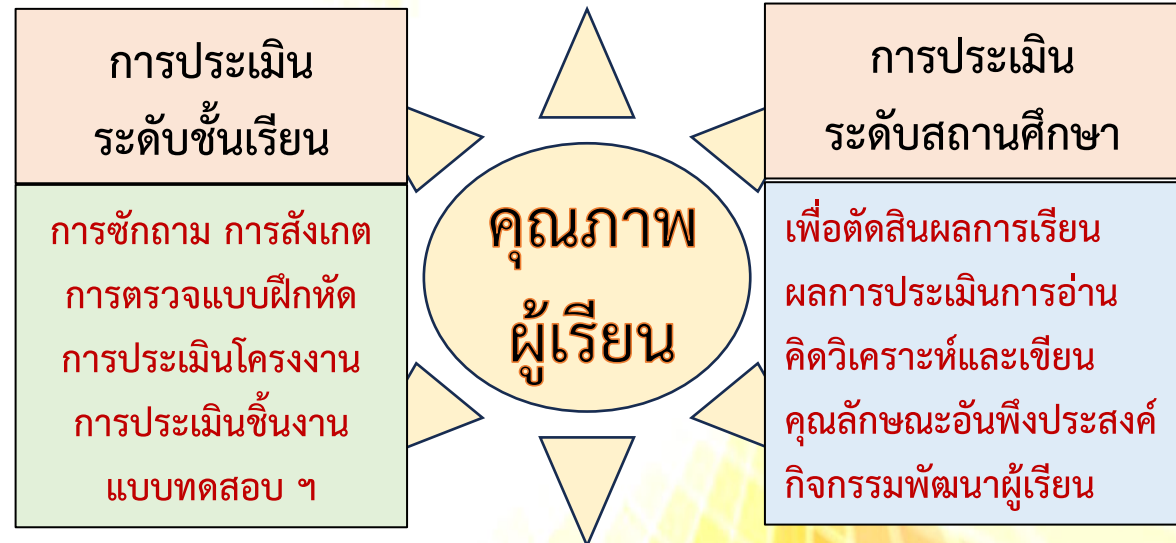 การประเมิน
ระดับชั้นเรียน
การซักถาม การสังเกต
การตรวจแบบฝึกหัด
การประเมินโครงงาน
การประเมินชิ้นงาน
แบบทดสอบ ฯ
คุณภาพ
ผู้เรียน
การประเมิน
ระดับสถานศึกษา
เพื่อตัดสินผลการเรียน
ผลการประเมินการอ่าน
คิดวิเคราะห์และเขียน
คุณลักษณะอันพึงประสงค์
กิจกรรมพัฒนาผู้เรียน